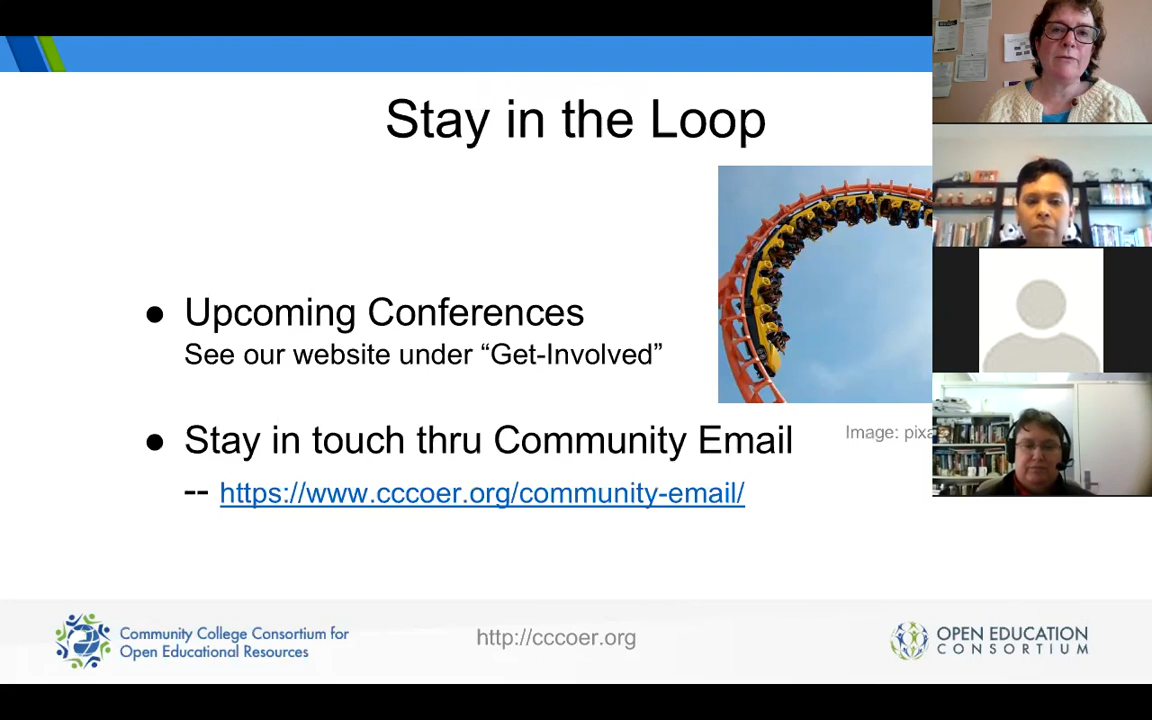 Stay in the Loop
● Upcoming Conferences
See our website under “Get-Involved”
● Stay in touch thru Community Email
-- https://www.cccoer.org/community-email/
Image: pixa
Community College Consortium for
Open Educational Resources
http://cccoer.org
OPEN EDUCATION
CONSORTIUM